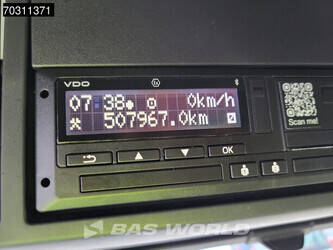 70311371
VDO
07:38 0km/h
507967.0km
Scan me!
OK
BAS WORLD